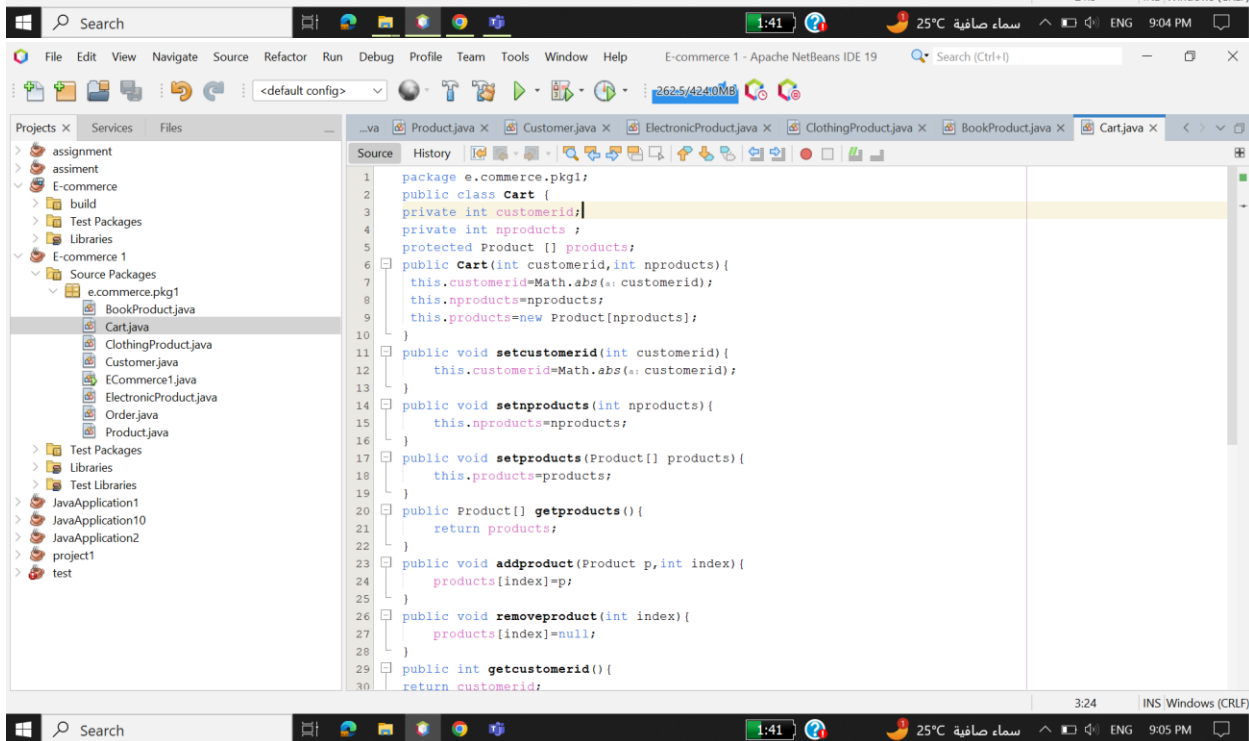 Search
1:41
25°C سماء صافية
ENG 9:04 PM
File Edit View Navigate Source Refactor Run Debug Profile Team Tools Window Help E-commerce 1 - Apache NetBeans IDE 19 Search (Ctrl+I)
<default config> 262.5/424.0MB
Projects Services Files
...va Product.java Customer.java ElectronicProduct.java ClothingProduct.java BookProduct.java Cart.java
Source History
assignment
assiment
E-commerce
build
Test Packages
Libraries
E-commerce 1
Source Packages
e.commerce.pkg1
BookProduct.java
Cart.java
ClothingProduct.java
Customer.java
ECommerce1.java
ElectronicProduct.java
Order.java
Product.java
Test Packages
Libraries
Test Libraries
JavaApplication1
JavaApplication10
JavaApplication2
project1
test
1 package e.commerce.pkg1;
2 public class Cart {
3 private int customerid;
4 private int nproducts ;
5 protected Product [] products;
6 public Cart(int customerid,int nproducts){
7 this.customerid=Math.abs(a: customerid);
8 this.nproducts=nproducts;
9 this.products=new Product[nproducts];
10 }
11 public void setcustomerid(int customerid){
12 this.customerid=Math.abs(a: customerid);
13 }
14 public void setnproducts(int nproducts){
15 this.nproducts=nproducts;
16 }
17 public void setproducts(Product[] products){
18 this.products=products;
19 }
20 public Product[] getproducts(){
21 return products;
22 }
23 public void addproduct(Product p,int index){
24 products[index]=p;
25 }
26 public void removeproduct(int index){
27 products[index]=null;
28 }
29 public int getcustomerid(){
30 return customerid;
3:24 INS Windows (CRLF)
Search
1:41
25°C سماء صافية
ENG 9:05 PM